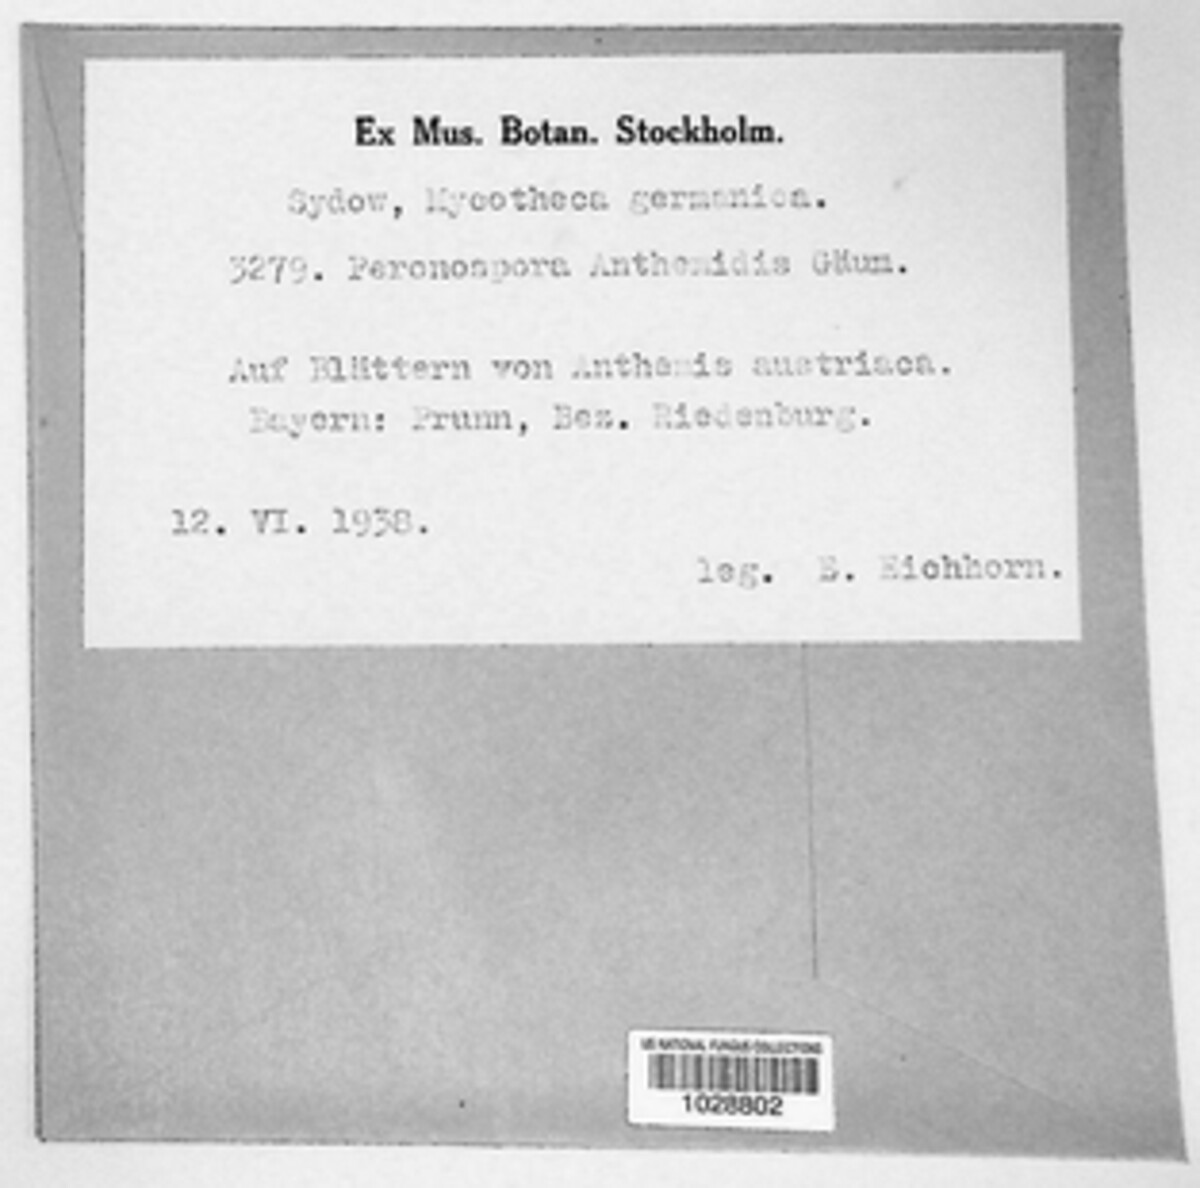 Ex Mus. Botan. Stockholm.
Sydow, Mycotheca germanica.
3279. Peronospora Anthemidis Gäum.
Auf Blättern von Anthemis austriaca.
Bayern: Prunn, Bez. Riedenburg.
12. VI. 1938.
leg. E. Eichhorn.
US NATIONAL FUNGUS COLLECTIONS
1028802